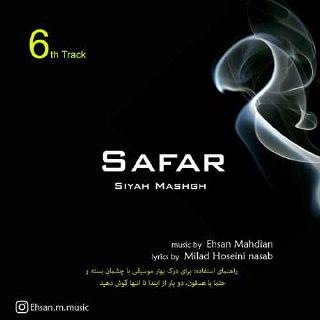 6th Track
SAFAR
SIYAH MASHGH
music by Ehsan Mahdian
lyrics by Milad Hoseini nasab
راهنمای استفاده: برای درک بهتر موسیقی با چشمان بسته و
حتما با هدفون، دو بار از ابتدا تا انتها گوش دهید
Ehsan.m.music